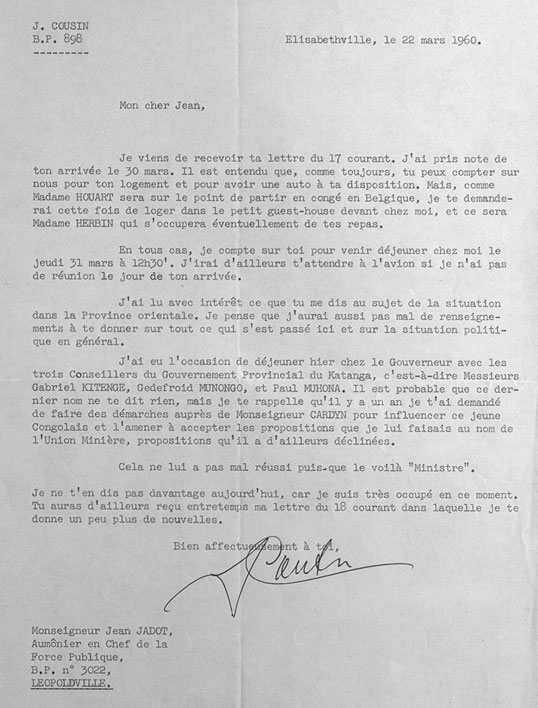 J. COUSIN
B.P. 898
Elisabethville, le 22 mars 1960.
Mon cher Jean,
Je viens de recevoir ta lettre du 17 courant. J'ai pris note de
ton arrivée le 30 mars. Il est entendu que, comme toujours, tu peux compter sur
nous pour ton logement et pour avoir une auto à ta disposition. Mais, comme
Madame HOUART sera sur le point de partir en congé en Belgique, je te demande-
rai cette fois de loger dans le petit guest-house devant chez moi, et ce sera
Madame HERBIN qui s'occupera éventuellement de tes repas.
En tous cas, je compte sur toi pour venir déjeuner chez moi le
jeudi 31 mars à 12h30'. J'irai d'ailleurs t'attendre à l'avion si je n'ai pas
de réunion le jour de ton arrivée.
J'ai lu avec intérêt ce que tu me dis au sujet de la situation
dans la Province orientale. Je pense que j'aurai aussi pas mal de renseigne-
ments à te donner sur tout ce qui s'est passé ici et sur la situation politi-
que en général.
J'ai eu l'occasion de déjeuner hier chez le Gouverneur avec les
trois Conseillers du Gouvernement Provincial du Katanga, c'est-à-dire Messieurs
Gabriel KITENGE, Gedefroid MUNONGO, et Paul MUHONA. Il est probable que ce der-
nier nom ne te dit rien, mais je te rappelle qu'il y a un an je t'ai demandé
de faire des démarches auprès de Monseigneur CARDYN pour influencer ce jeune
Congolais et l'amener à accepter les propositions que je lui faisais au nom de
l'Union Minière, propositions qu'il a d'ailleurs déclinées.
Cela ne lui a pas mal réussi puis-que le voilà "Ministre".
Je ne t'en dis pas davantage aujourd'hui, car je suis très occupé en ce moment.
Tu auras d'ailleurs reçu entretemps ma lettre du 18 courant dans laquelle je te
donne un peu plus de nouvelles.
Bien affectueusement à toi,
JCousin
Monseigneur Jean JADOT,
Aumônier en Chef de la
Force Publique,
B.P. n° 3022,
LEOPOLDVILLE.